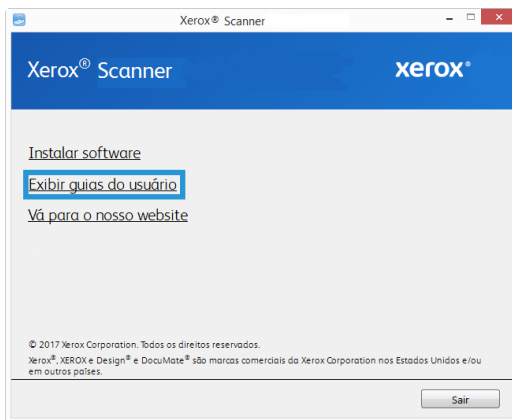 Xerox® Scanner
Xerox® Scanner
xerox®
Instalar software
Exibir guias do usuário
Vá para o nosso website
© 2017 Xerox Corporation. Todos os direitos reservados.
Xerox®, XEROX e Design® e DocuMate® são marcas comerciais da Xerox Corporation nos Estados Unidos e/ou
em outros países.
Sair